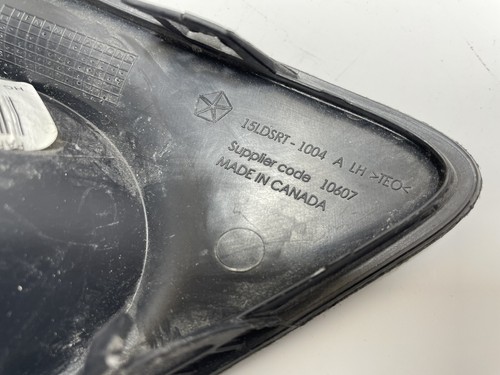 15LDSRT-1004 A LH >TEO<
Supplier code 10607
MADE IN CANADA